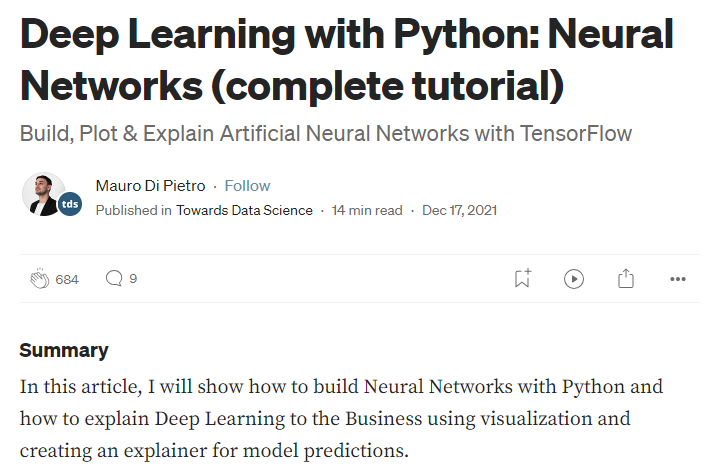 Deep Learning with Python: Neural
Networks (complete tutorial)
Build, Plot & Explain Artificial Neural Networks with TensorFlow
Mauro Di Pietro · Follow
tds
Published in Towards Data Science · 14 min read · Dec 17, 2021
684 9
Summary
In this article, I will show how to build Neural Networks with Python and
how to explain Deep Learning to the Business using visualization and
creating an explainer for model predictions.